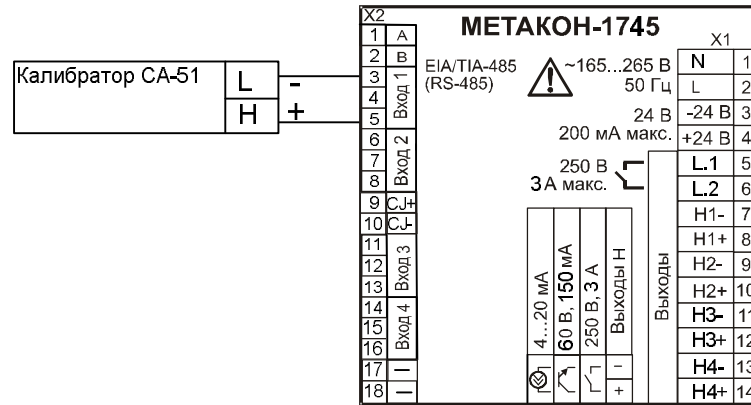 Калибратор СА-51
L -
H +
X2
МЕТАКОН-1745
X1
1 A
2 B
3
4
5
Вход 1
6
7
8
Вход 2
9 CJ+
10 CJ-
11
12
13
Вход 3
14
15
16
Вход 4
17 —
18 —
EIA/TIA-485
(RS-485)
~165...265 В
50 Гц
24 В
200 мА макс.
250 В
3А макс.
4...20 мА
60 В, 150 мА
250 В, 3 А
Выходы Н
- +
Выходы
N 1
L 2
-24 В 3
+24 В 4
L.1 5
L.2 6
H1- 7
H1+ 8
H2- 9
H2+ 10
H3- 11
H3+ 12
H4- 13
H4+ 14